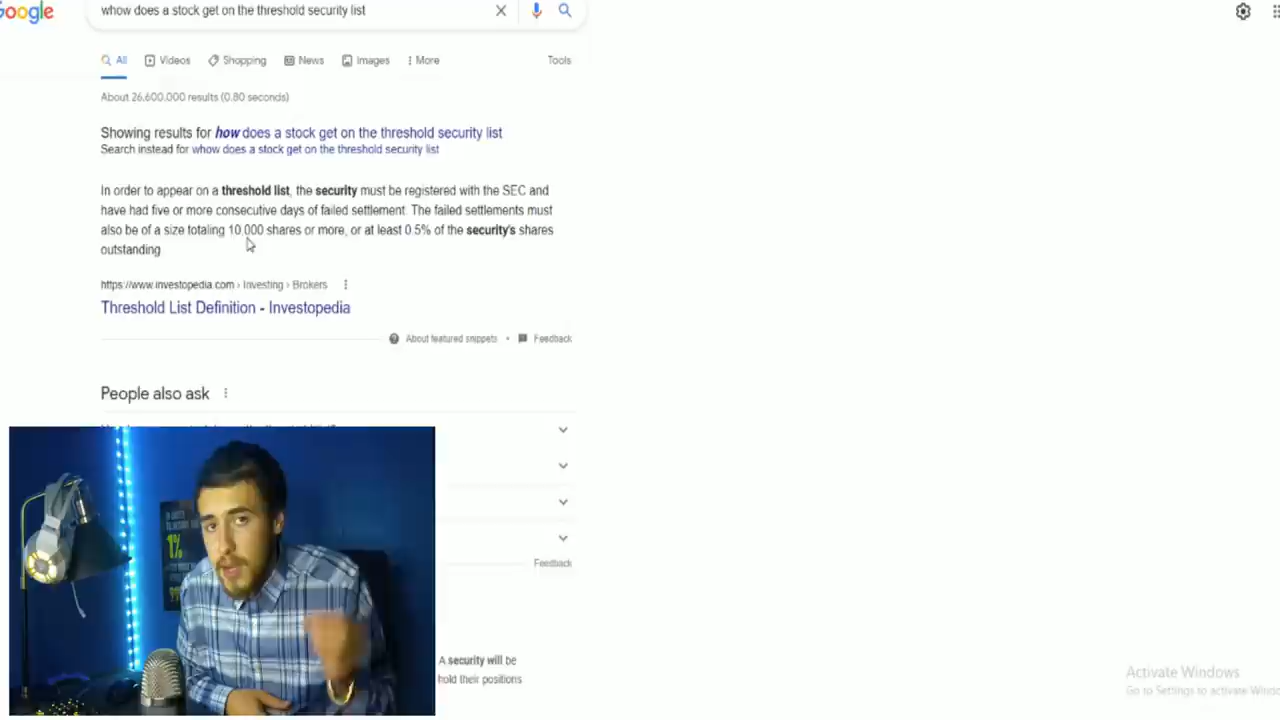 Google
whow does a stock get on the threshold security list
All Videos Shopping News Images More Tools
About 26,600,000 results (0.80 seconds)
Showing results for how does a stock get on the threshold security list
Search instead for whow does a stock get on the threshold security list
In order to appear on a threshold list, the security must be registered with the SEC and
have had five or more consecutive days of failed settlement. The failed settlements must
also be of a size totaling 10,000 shares or more, or at least 0.5% of the security's shares
outstanding
https://www.investopedia.com › Investing › Brokers
Threshold List Definition - Investopedia
About featured snippets • Feedback
People also ask
1%
Feedback
A security will be
hold their positions
Activate Windows
Go to Settings to activate